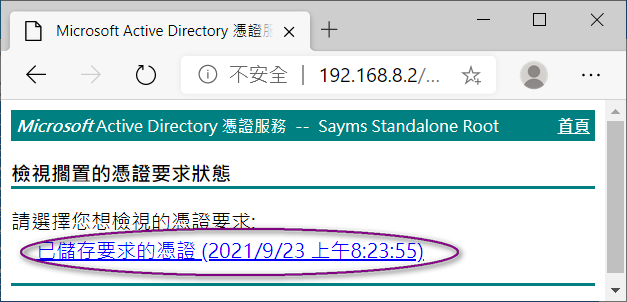 Microsoft Active Directory 憑證服
不安全 192.168.8.2/...
Microsoft Active Directory 憑證服務 -- Sayms Standalone Root 首頁
檢視擱置的憑證要求狀態
請選擇您想檢視的憑證要求:
已儲存要求的憑證 (2021/9/23 上午8:23:55)